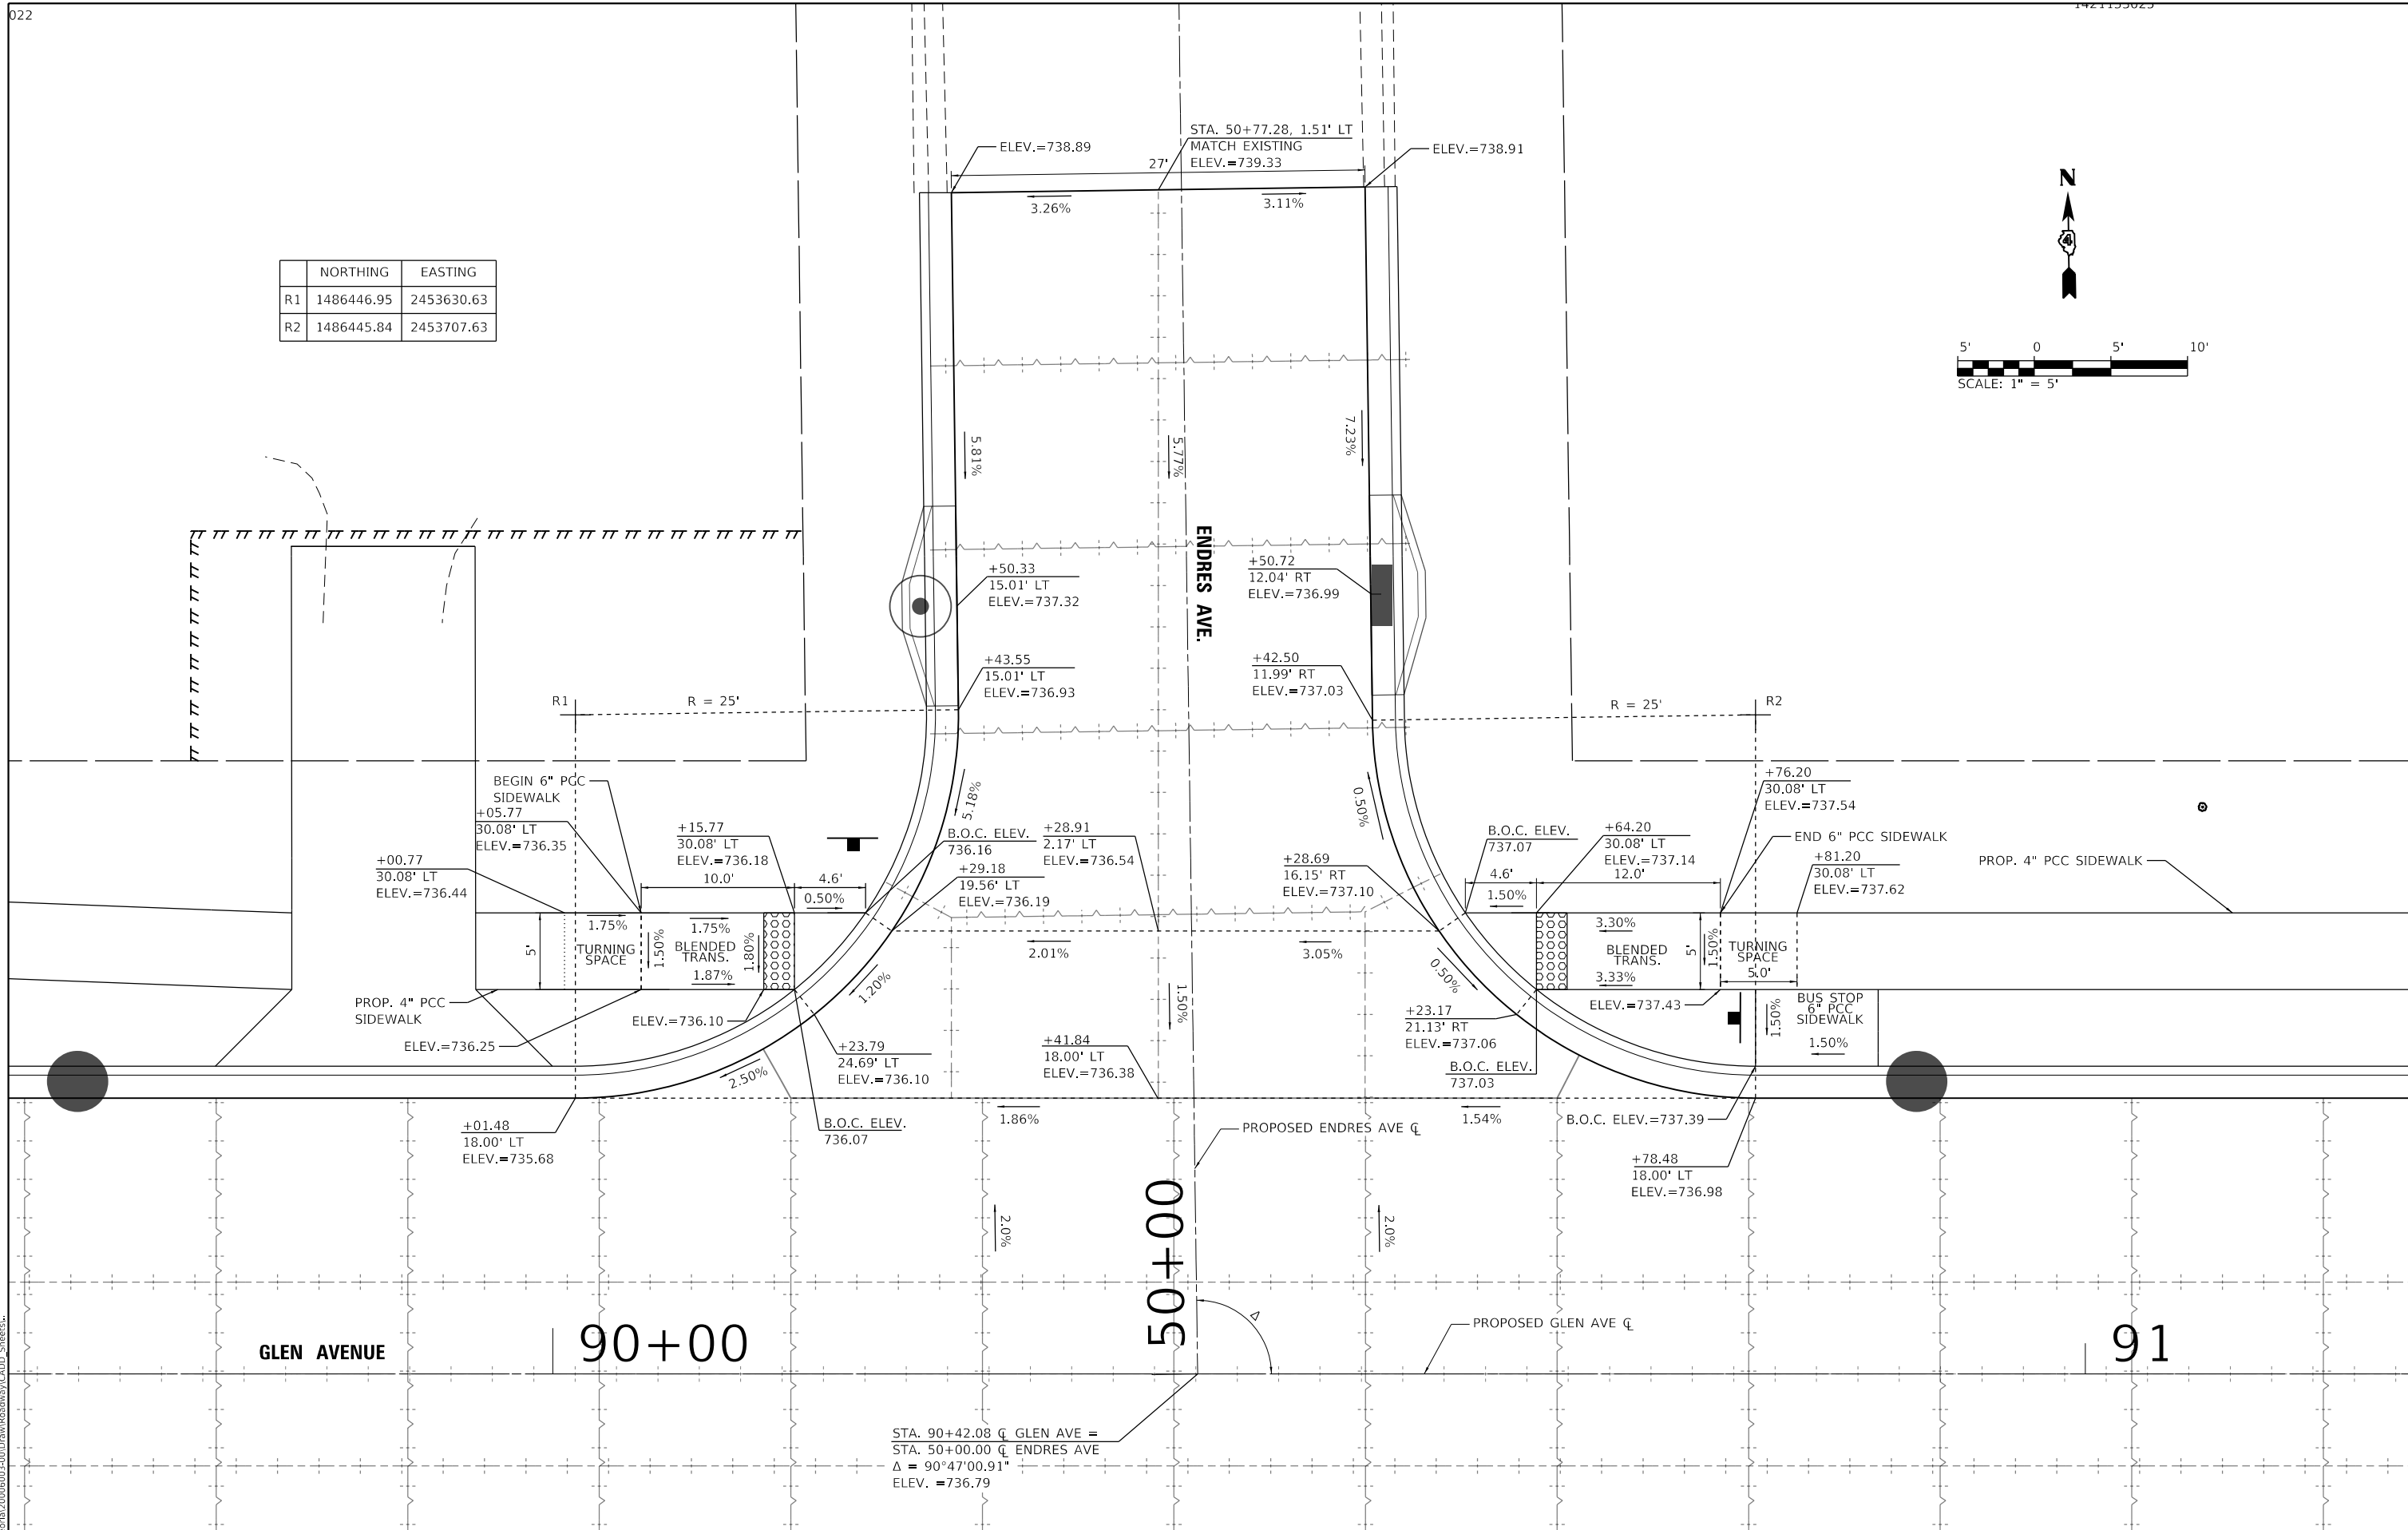 022
ELEV.=738.89
STA. 50+77.28, 1.51' LT
MATCH EXISTING
ELEV.=739.33
27'
ELEV.=738.91
3.26%
3.11%
N
NORTHING EASTING
R1 1486446.95 2453630.63
R2 1486445.84 2453707.63
5' 0 5' 10'
SCALE: 1" = 5'
5.81%
5.77%
7.23%
ENDRES AVE.
+50.33
15.01' LT
ELEV.=737.32
+50.72
12.04' RT
ELEV.=736.99
+43.55
15.01' LT
ELEV.=736.93
+42.50
11.99' RT
ELEV.=737.03
R1
R = 25'
R = 25'
R2
BEGIN 6" PCC
SIDEWALK
+05.77
30.08' LT
ELEV.=736.35
+00.77
30.08' LT
ELEV.=736.44
+15.77
30.08' LT
ELEV.=736.18
10.0'
4.6'
0.50%
5.18%
B.O.C. ELEV.
736.16
+28.91
2.17' LT
ELEV.=736.54
+29.18
19.56' LT
ELEV.=736.19
0.50%
+28.69
16.15' RT
ELEV.=737.10
B.O.C. ELEV.
737.07
4.6'
1.50%
+64.20
30.08' LT
ELEV.=737.14
12.0'
+76.20
30.08' LT
ELEV.=737.54
END 6" PCC SIDEWALK
+81.20
30.08' LT
ELEV.=737.62
PROP. 4" PCC SIDEWALK
5'
1.75%
TURNING
SPACE
1.50%
1.75%
BLENDED
TRANS.
1.87%
1.80%
2.01%
3.05%
3.30%
BLENDED
TRANS.
3.33%
5'
1.50%
TURNING
SPACE
5.0'
PROP. 4" PCC
SIDEWALK
ELEV.=736.25
ELEV.=736.10
1.20%
2.50%
+23.79
24.69' LT
ELEV.=736.10
B.O.C. ELEV.
736.07
+41.84
18.00' LT
ELEV.=736.38
1.50%
0.50%
+23.17
21.13' RT
ELEV.=737.06
B.O.C. ELEV.
737.03
ELEV.=737.43
1.50%
BUS STOP
6" PCC
SIDEWALK
1.50%
B.O.C. ELEV.=737.39
+01.48
18.00' LT
ELEV.=735.68
1.86%
1.54%
PROPOSED ENDRES AVE ℄
+78.48
18.00' LT
ELEV.=736.98
2.0%
2.0%
50+00
Δ
PROPOSED GLEN AVE ℄
GLEN AVENUE
90+00
91
STA. 90+42.08 ℄ GLEN AVE =
STA. 50+00.00 ℄ ENDRES AVE
Δ = 90°47'00.91"
ELEV. =736.79